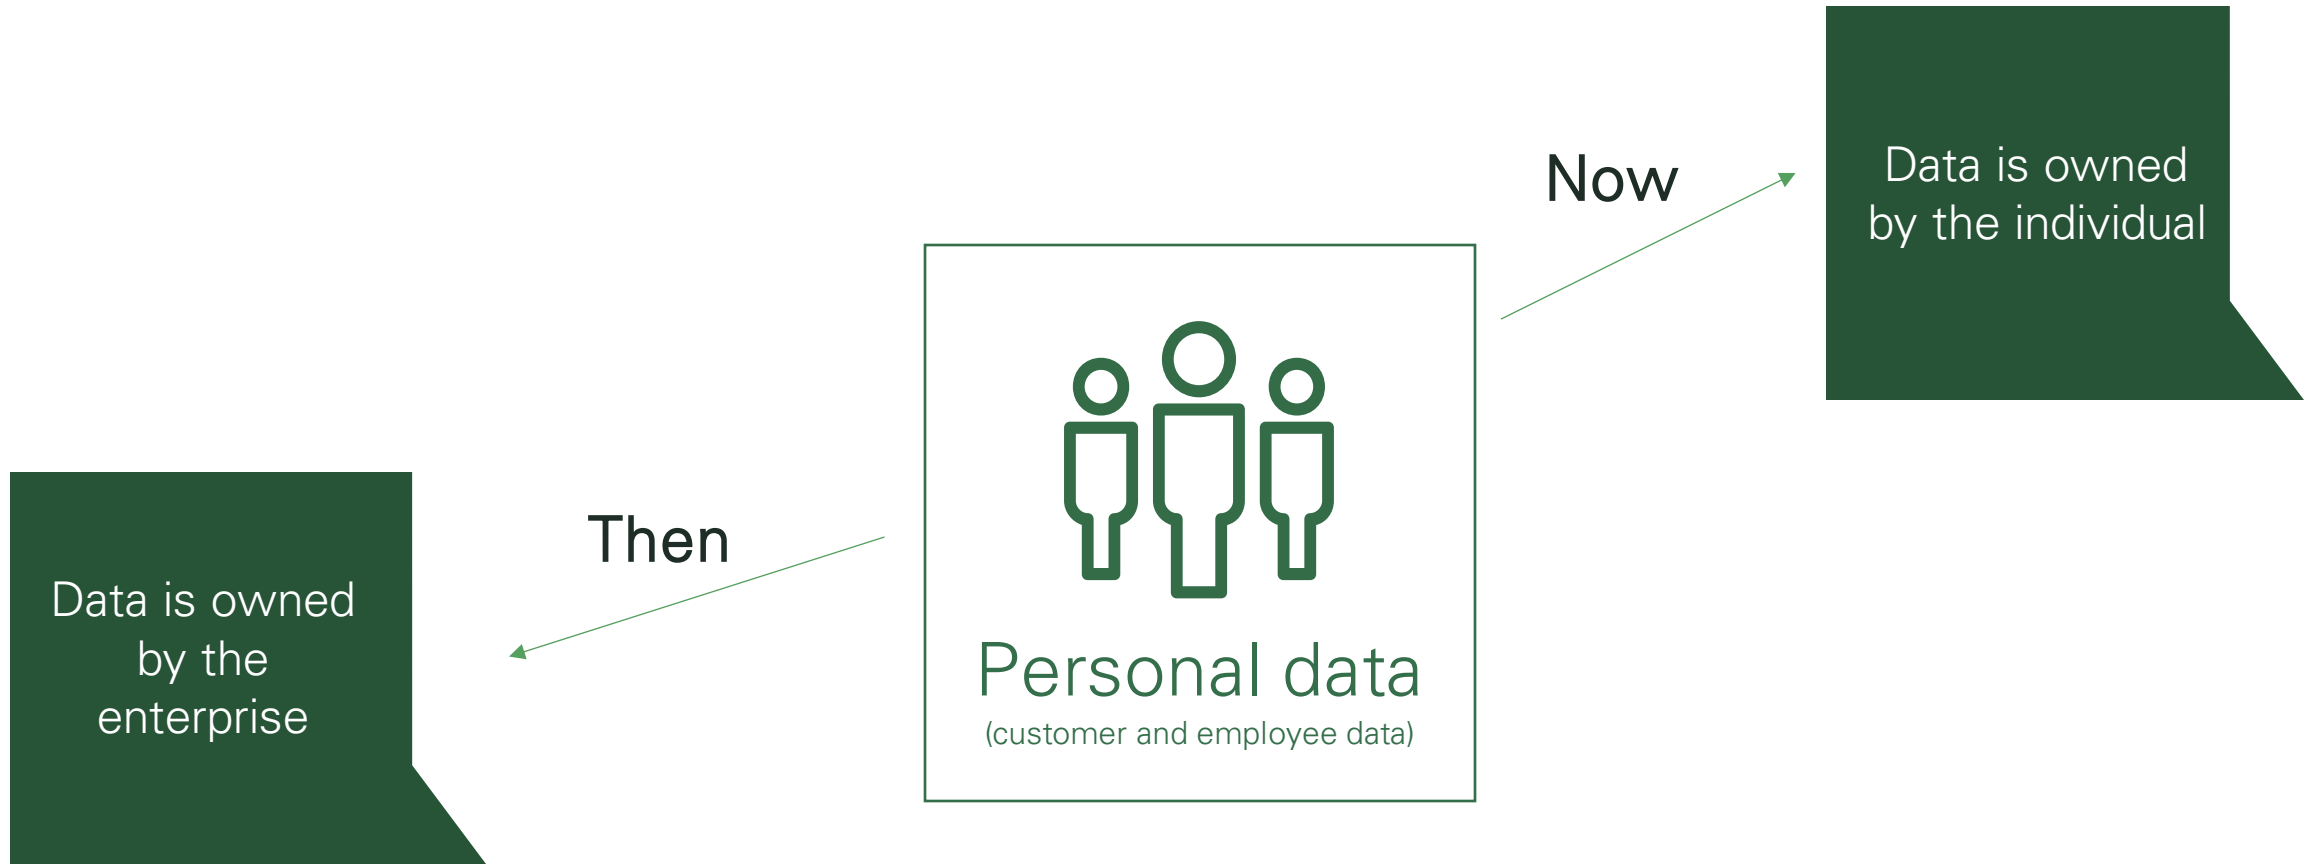 Now
Data is owned
by the individual
Then
Data is owned
by the
enterprise
Personal data
(customer and employee data)